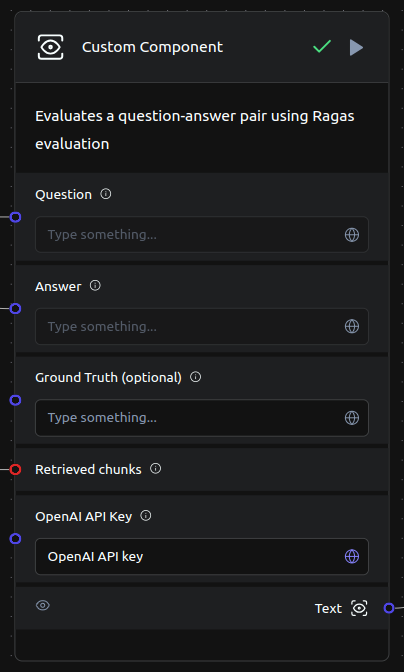 Custom Component
Evaluates a question-answer pair using Ragas
evaluation
Question
Type something...
Answer
Type something...
Ground Truth (optional)
Type something...
Retrieved chunks
OpenAI API Key
OpenAI API key
Text